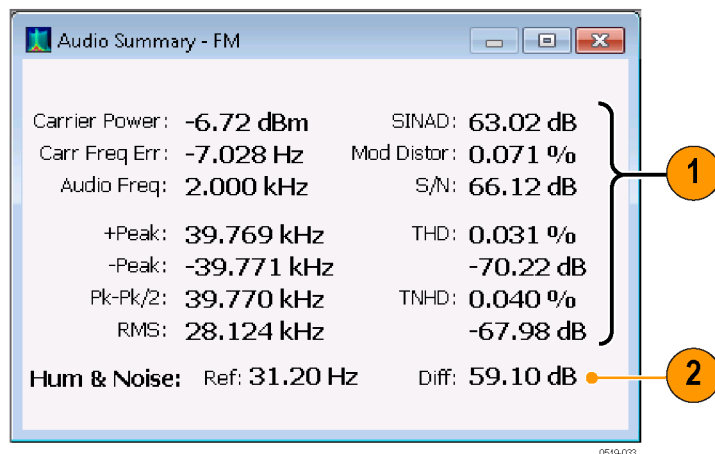 Audio Summary - FM
Carrier Power: -6.72 dBm SINAD: 63.02 dB
Carr Freq Err: -7.028 Hz Mod Distor: 0.071 %
Audio Freq: 2.000 kHz S/N: 66.12 dB
1
+Peak: 39.769 kHz THD: 0.031 %
-Peak: -39.771 kHz -70.22 dB
Pk-Pk/2: 39.770 kHz TNHD: 0.040 %
RMS: 28.124 kHz -67.98 dB
Hum & Noise: Ref: 31.20 Hz Diff: 59.10 dB
2
0519-033